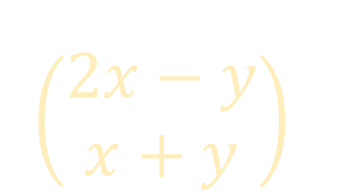 (2x − y
x + y)